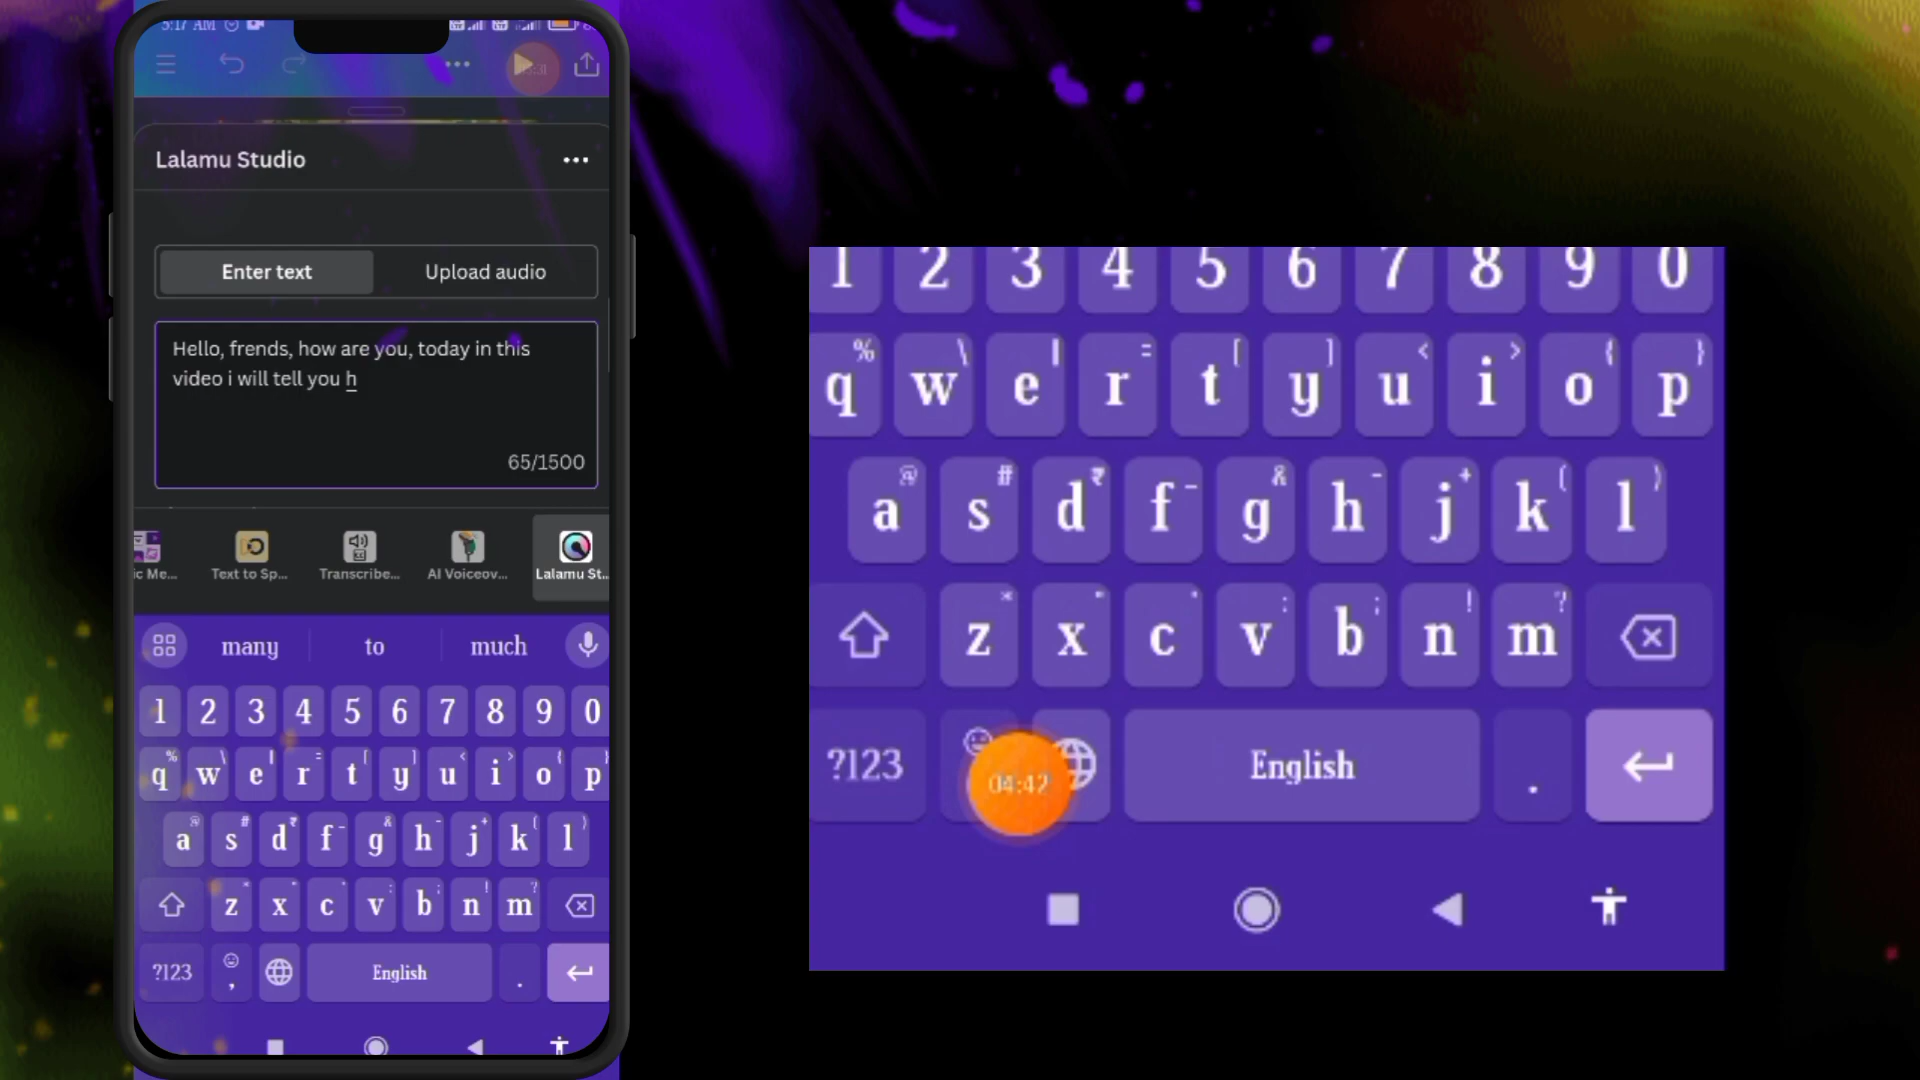 5:17 AM
Lalamu Studio
Enter text
Upload audio
Hello, frends, how are you, today in this
video i will tell you h
65/1500
ic Me...
Text to Sp...
Transcribe...
AI Voiceov...
Lalamu St...
many
to
much
1 2 3 4 5 6 7 8 9 0
% \ | = [ ] < > { }
q w e r t y u i o p
@ # ₹ _ & - + ( )
a s d f g h j k l
* " ' : ; ! ?
z x c v b n m
?123 , English .
1 2 3 4 5 6 7 8 9 0
% \ | = [ ] < > { }
q w e r t y u i o p
@ # ₹ _ & - + ( )
a s d f g h j k l
* " ' : ; ! ?
z x c v b n m
?123 04:42 English .